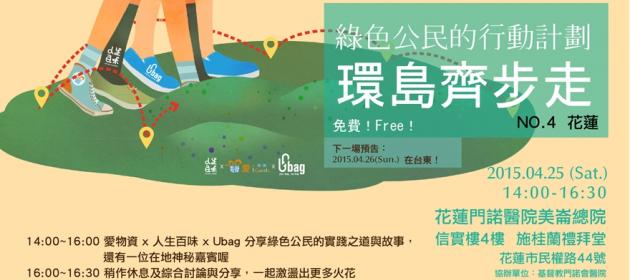 綠色公民的行動計劃
環島齊步走
免費！Free！
NO.4 花蓮
下一場預告：
2015.04.26(Sun.) 在台東！
Ubag
Ubag
2015.04.25 (Sat.)
14:00-16:30
花蓮門諾醫院美崙總院
信實樓4樓 施桂蘭禮拜堂
花蓮市民權路44號
協辦單位：基督教門諾會醫院
14:00~16:00 愛物資 x 人生百味 x Ubag 分享綠色公民的實踐之道與故事，
還有一位在地神秘嘉賓喔
16:00~16:30 稍作休息及綜合討論與分享，一起激盪出更多火花